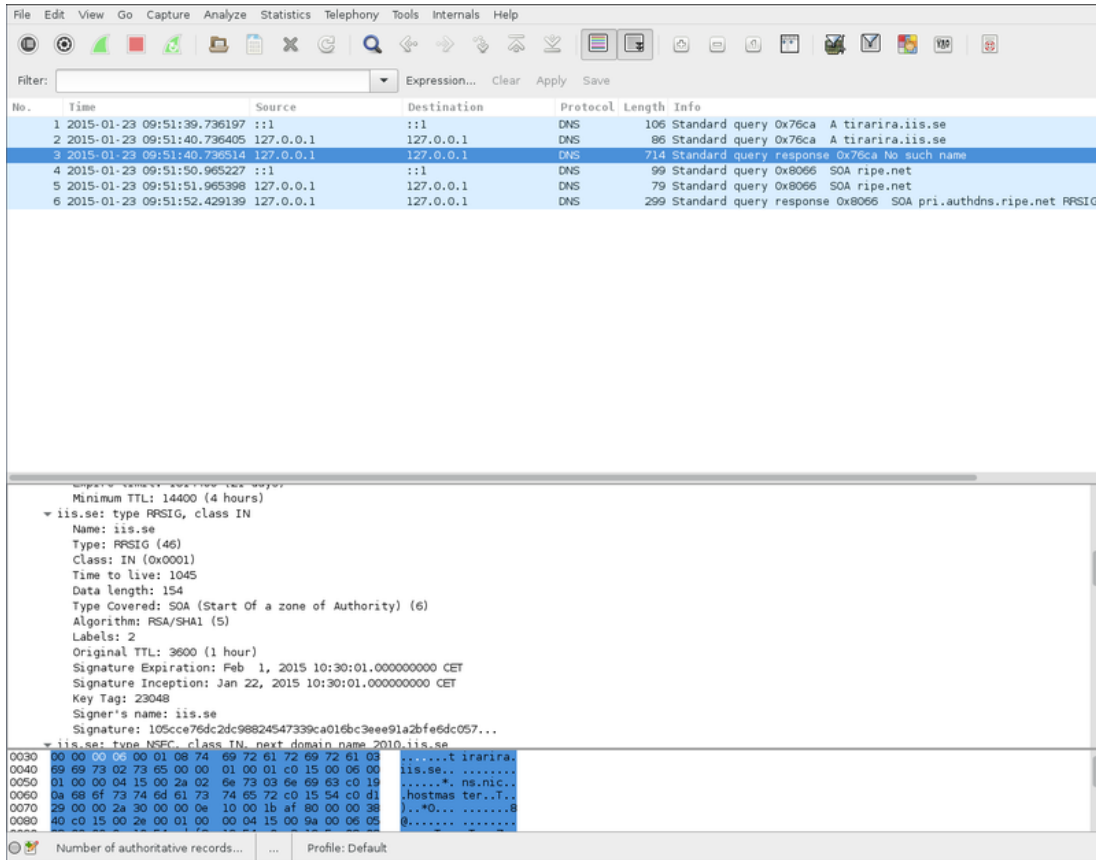 File Edit View Go Capture Analyze Statistics Telephony Tools Internals Help
Filter: Expression... Clear Apply Save
No. Time Source Destination Protocol Length Info
1 2015-01-23 09:51:39.736197 ::1 ::1 DNS 106 Standard query 0x76ca A tirarira.iis.se
2 2015-01-23 09:51:40.736405 127.0.0.1 127.0.0.1 DNS 86 Standard query 0x76ca A tirarira.iis.se
3 2015-01-23 09:51:40.736514 127.0.0.1 127.0.0.1 DNS 714 Standard query response 0x76ca No such name
4 2015-01-23 09:51:50.965227 ::1 ::1 DNS 99 Standard query 0x8066 SOA ripe.net
5 2015-01-23 09:51:51.965398 127.0.0.1 127.0.0.1 DNS 79 Standard query 0x8066 SOA ripe.net
6 2015-01-23 09:51:52.429139 127.0.0.1 127.0.0.1 DNS 299 Standard query response 0x8066 SOA pri.authdns.ripe.net RRSIG
Minimum TTL: 14400 (4 hours)
iis.se: type RRSIG, class IN
Name: iis.se
Type: RRSIG (46)
Class: IN (0x0001)
Time to live: 1045
Data length: 154
Type Covered: SOA (Start Of a zone of Authority) (6)
Algorithm: RSA/SHA1 (5)
Labels: 2
Original TTL: 3600 (1 hour)
Signature Expiration: Feb 1, 2015 10:30:01.000000000 CET
Signature Inception: Jan 22, 2015 10:30:01.000000000 CET
Key Tag: 23048
Signer's name: iis.se
Signature: 105cce76dc2dc98824547339ca016bc3eee91a2bfe6dc057...
iis.se: type NSEC, class IN, next domain name 2010.iis.se
0030 00 00 00 06 00 01 08 74 69 72 61 72 69 72 61 03 .......t irarira.
0040 69 69 73 02 73 65 00 00 01 00 01 c0 15 00 06 00 iis.se.. ........
0050 01 00 00 04 15 00 2a 02 6e 73 03 6e 69 63 c0 19 ......*. ns.nic..
0060 0a 68 6f 73 74 6d 61 73 74 65 72 c0 15 54 c0 d1 .hostmas ter..T..
0070 29 00 00 2a 30 00 00 0e 10 00 1b af 80 00 00 38 )..*0... .......8
0080 40 c0 15 00 2e 00 01 00 00 04 15 00 9a 00 06 05 @....... ........
Number of authoritative records... ... Profile: Default